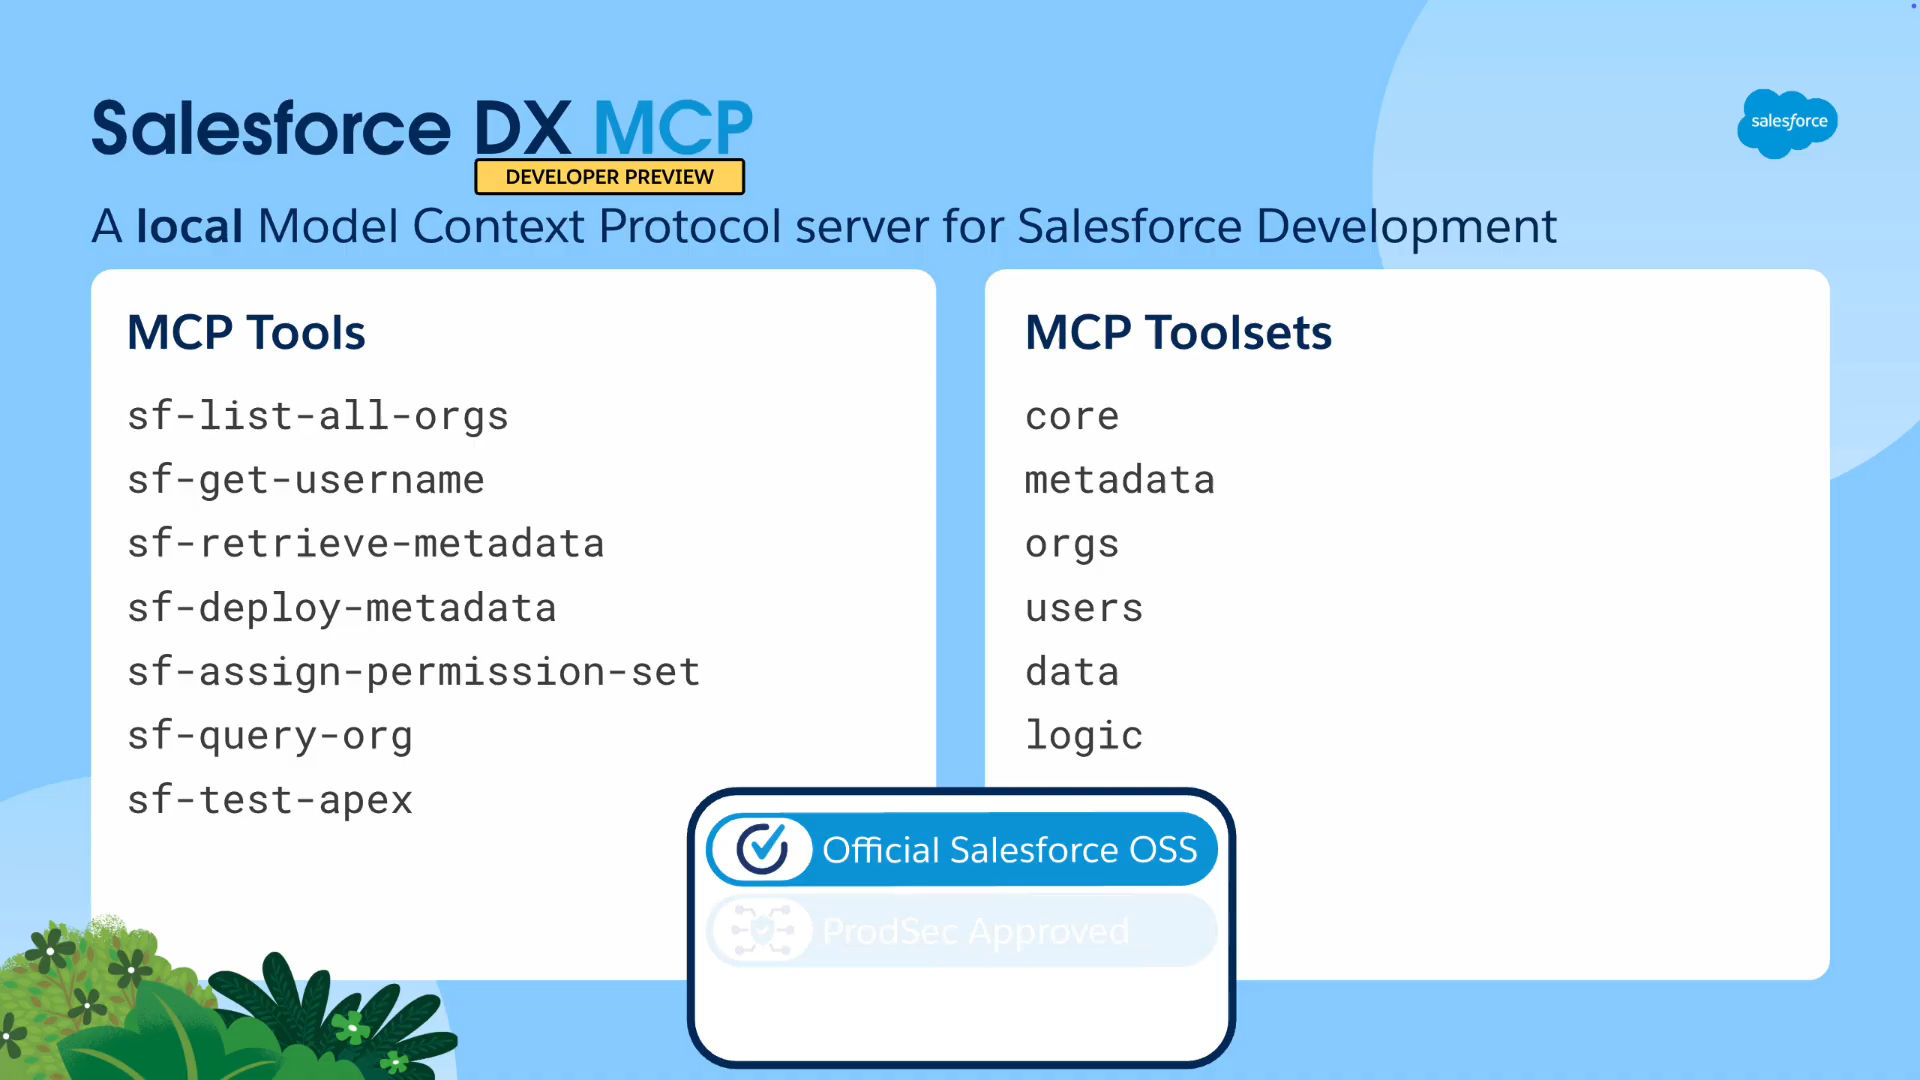 Salesforce DX MCP
salesforce
DEVELOPER PREVIEW
A local Model Context Protocol server for Salesforce Development
MCP Tools
sf-list-all-orgs
sf-get-username
sf-retrieve-metadata
sf-deploy-metadata
sf-assign-permission-set
sf-query-org
sf-test-apex
MCP Toolsets
core
metadata
orgs
users
data
logic
Official Salesforce OSS
ProdSec Approved